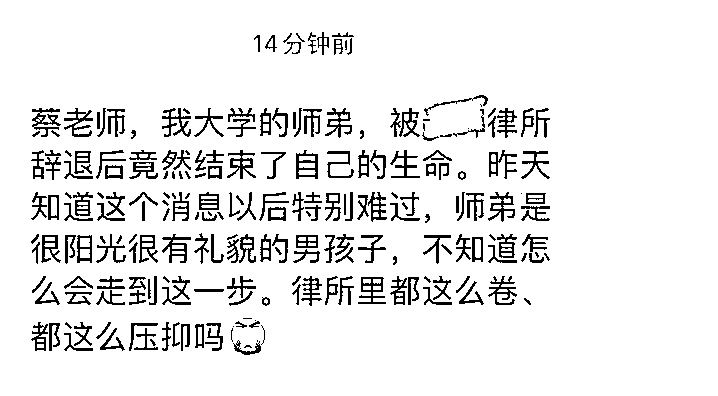 14分钟前
蔡老师，我大学的师弟，被律所
辞退后竟然结束了自己的生命。昨天
知道这个消息以后特别难过，师弟是
很阳光很有礼貌的男孩子，不知道怎
么会走到这一步。律所里都这么卷、
都这么压抑吗